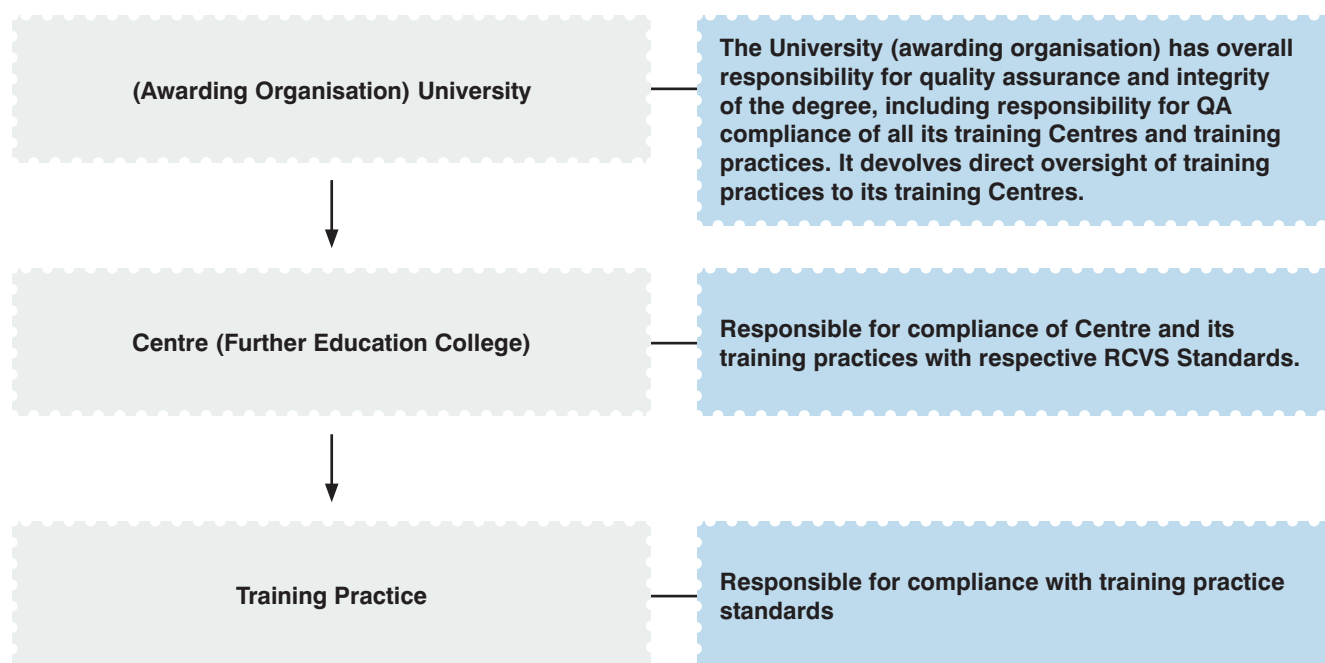 (Awarding Organisation) University
The University (awarding organisation) has overall
responsibility for quality assurance and integrity
of the degree, including responsibility for QA
compliance of all its training Centres and training
practices. It devolves direct oversight of training
practices to its training Centres.
Centre (Further Education College)
Responsible for compliance of Centre and its
training practices with respective RCVS Standards.
Training Practice
Responsible for compliance with training practice
standards